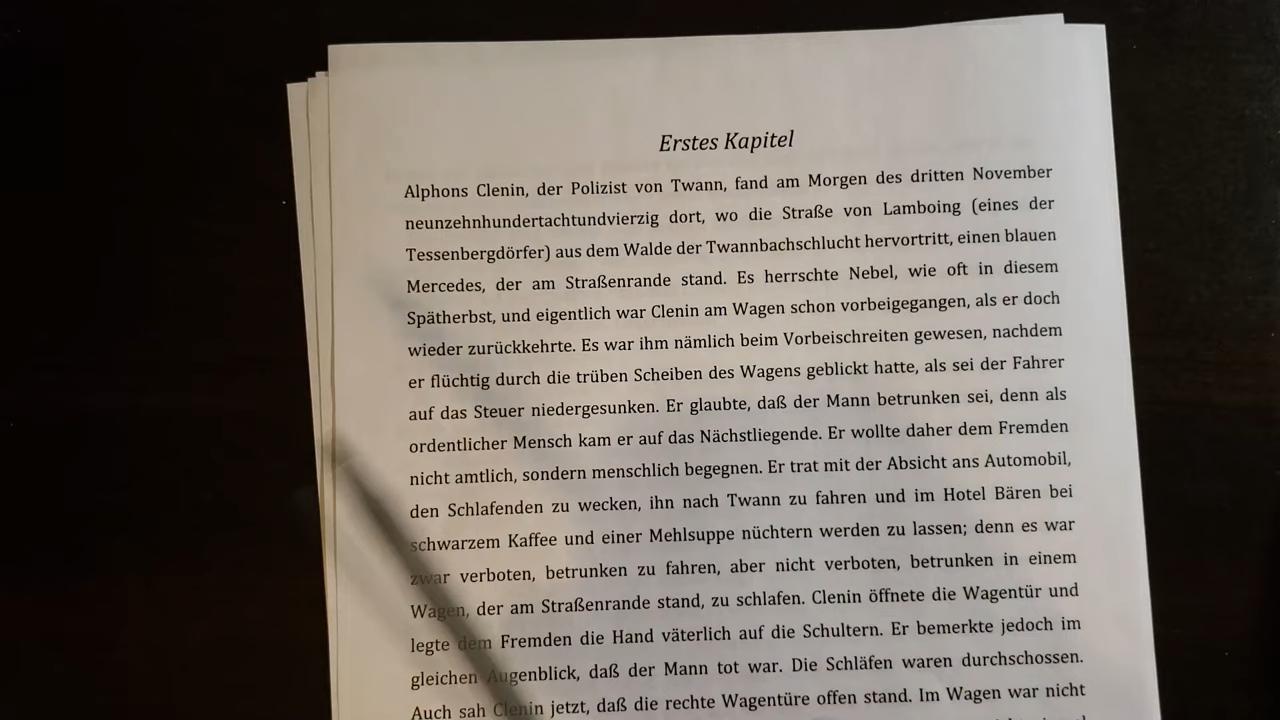 Erstes Kapitel
Alphons Clenin, der Polizist von Twann, fand am Morgen des dritten November
neunzehnhundertachtundvierzig dort, wo die Straße von Lamboing (eines der
Tessenbergdörfer) aus dem Walde der Twannbachschlucht hervortritt, einen blauen
Mercedes, der am Straßenrande stand. Es herrschte Nebel, wie oft in diesem
Spätherbst, und eigentlich war Clenin am Wagen schon vorbeigegangen, als er doch
wieder zurückkehrte. Es war ihm nämlich beim Vorbeischreiten gewesen, nachdem
er flüchtig durch die trüben Scheiben des Wagens geblickt hatte, als sei der Fahrer
auf das Steuer niedergesunken. Er glaubte, daß der Mann betrunken sei, denn als
ordentlicher Mensch kam er auf das Nächstliegende. Er wollte daher dem Fremden
nicht amtlich, sondern menschlich begegnen. Er trat mit der Absicht ans Automobil,
den Schlafenden zu wecken, ihn nach Twann zu fahren und im Hotel Bären bei
schwarzem Kaffee und einer Mehlsuppe nüchtern werden zu lassen; denn es war
zwar verboten, betrunken zu fahren, aber nicht verboten, betrunken in einem
Wagen, der am Straßenrande stand, zu schlafen. Clenin öffnete die Wagentür und
legte dem Fremden die Hand väterlich auf die Schultern. Er bemerkte jedoch im
gleichen Augenblick, daß der Mann tot war. Die Schläfen waren durchschossen.
Auch sah Clenin jetzt, daß die rechte Wagentüre offen stand. Im Wagen war nicht